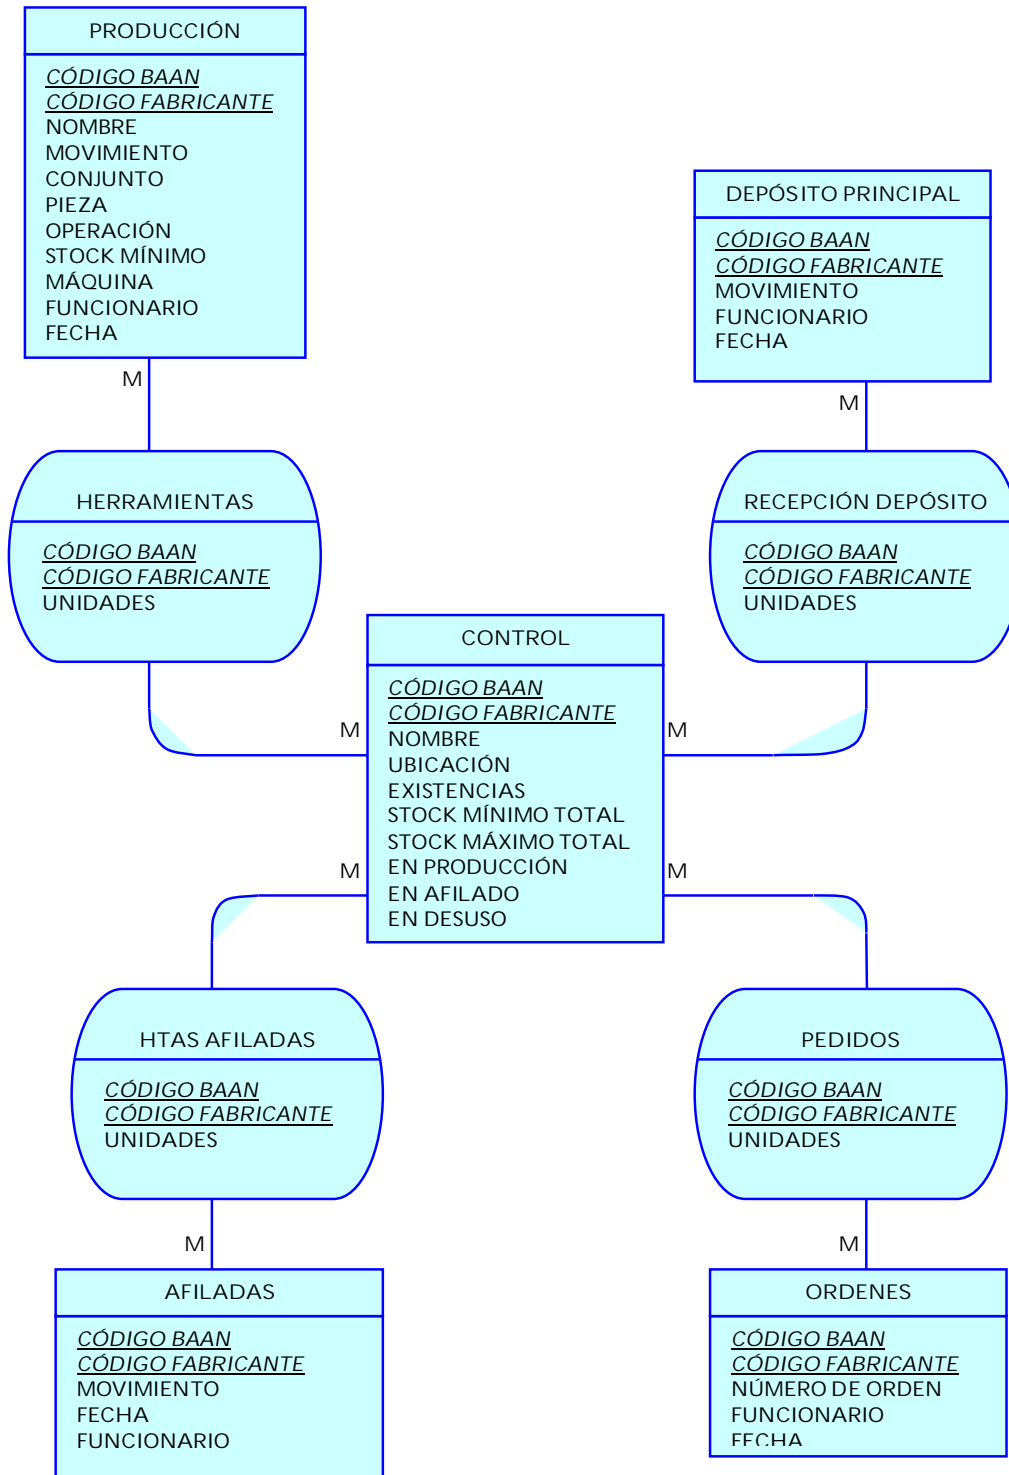 PRODUCCIÓN
CÓDIGO BAAN
CÓDIGO FABRICANTE
NOMBRE
MOVIMIENTO
CONJUNTO
PIEZA
OPERACIÓN
STOCK MÍNIMO
MÁQUINA
FUNCIONARIO
FECHA
M
DEPÓSITO PRINCIPAL
CÓDIGO BAAN
CÓDIGO FABRICANTE
MOVIMIENTO
FUNCIONARIO
FECHA
M
HERRAMIENTAS
CÓDIGO BAAN
CÓDIGO FABRICANTE
UNIDADES
M
RECEPCIÓN DEPÓSITO
CÓDIGO BAAN
CÓDIGO FABRICANTE
UNIDADES
M
CONTROL
CÓDIGO BAAN
CÓDIGO FABRICANTE
NOMBRE
UBICACIÓN
EXISTENCIAS
STOCK MÍNIMO TOTAL
STOCK MÁXIMO TOTAL
EN PRODUCCIÓN
EN AFILADO
EN DESUSO
M
M
HTAS AFILADAS
CÓDIGO BAAN
CÓDIGO FABRICANTE
UNIDADES
M
PEDIDOS
CÓDIGO BAAN
CÓDIGO FABRICANTE
UNIDADES
M
AFILADAS
CÓDIGO BAAN
CÓDIGO FABRICANTE
MOVIMIENTO
FECHA
FUNCIONARIO
ORDENES
CÓDIGO BAAN
CÓDIGO FABRICANTE
NÚMERO DE ORDEN
FUNCIONARIO
FECHA